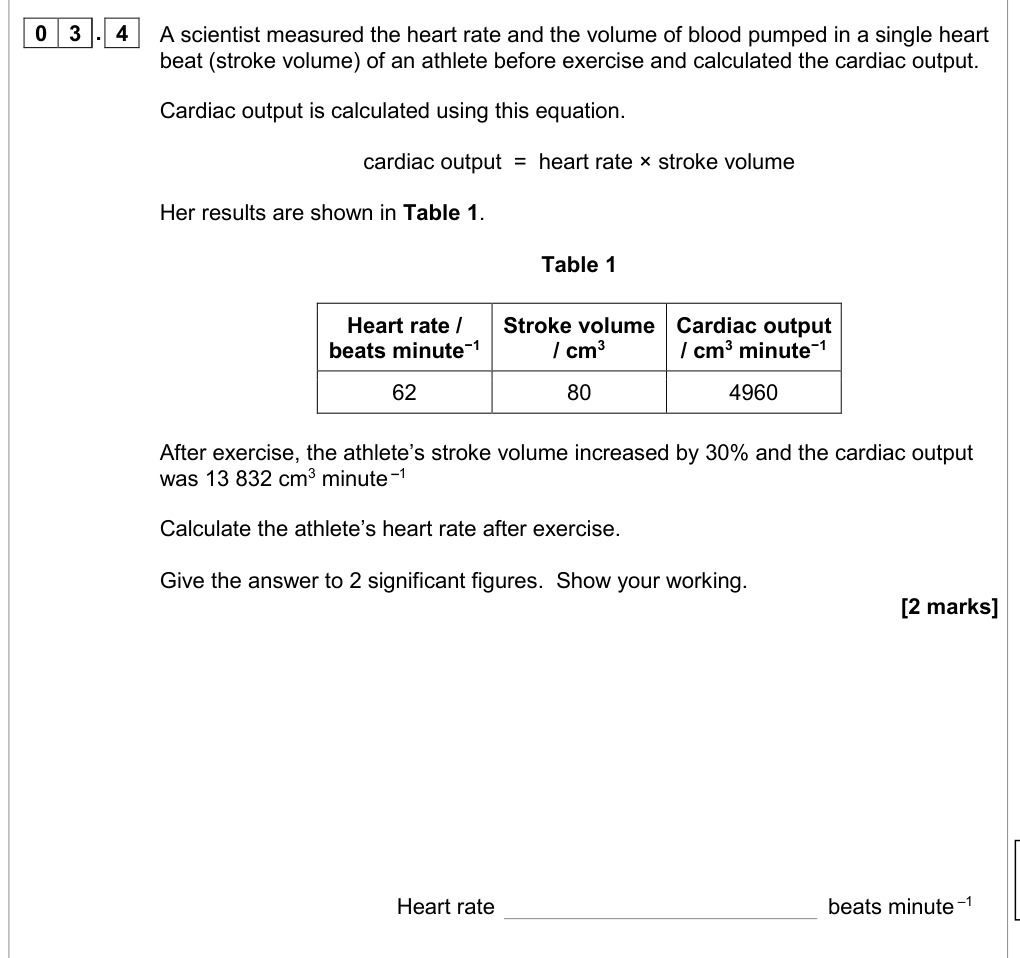 03.4 A scientist measured the heart rate and the volume of blood pumped in a single heart
beat (stroke volume) of an athlete before exercise and calculated the cardiac output.
Cardiac output is calculated using this equation.
cardiac output = heart rate × stroke volume
Her results are shown in Table 1.
Table 1
Heart rate / beats minute⁻¹ Stroke volume / cm³ Cardiac output / cm³ minute⁻¹
62 80 4960
After exercise, the athlete’s stroke volume increased by 30% and the cardiac output
was 13 832 cm³ minute⁻¹
Calculate the athlete’s heart rate after exercise.
Give the answer to 2 significant figures. Show your working.
[2 marks]
Heart rate beats minute⁻¹